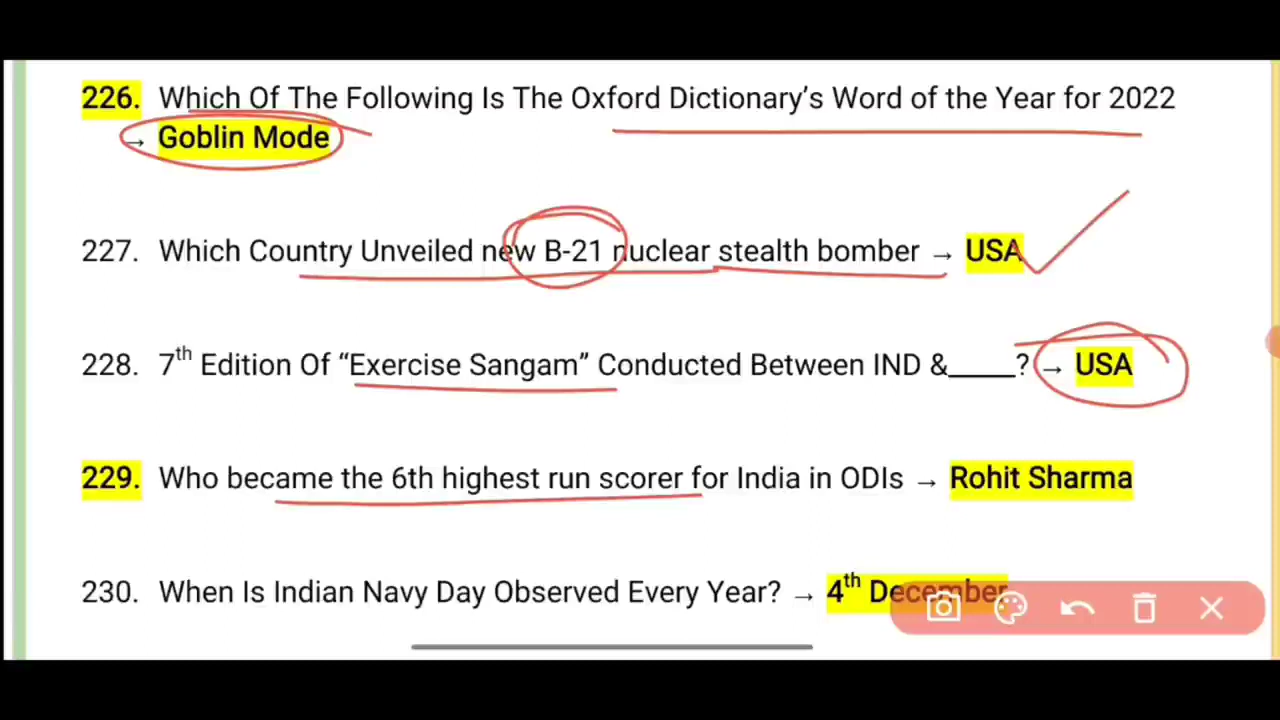 226. Which Of The Following Is The Oxford Dictionary’s Word of the Year for 2022
→ Goblin Mode
227. Which Country Unveiled new B-21 nuclear stealth bomber → USA
228. 7th Edition Of “Exercise Sangam” Conducted Between IND &_____? → USA
229. Who became the 6th highest run scorer for India in ODIs → Rohit Sharma
230. When Is Indian Navy Day Observed Every Year? → 4th December